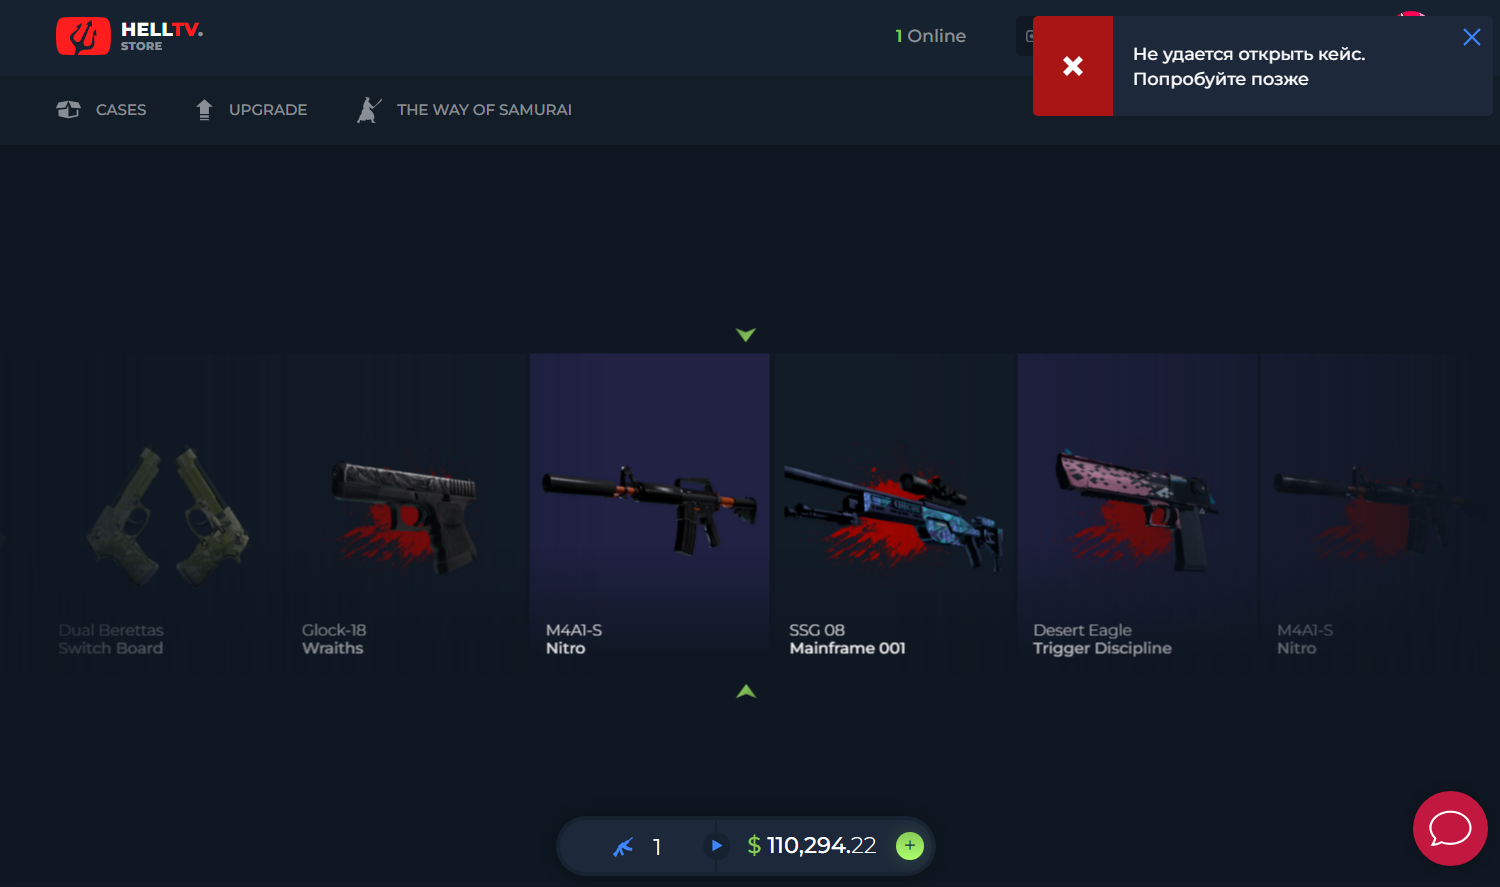 HELLTV.
STORE
1 Online
Не удается открыть кейс.
Попробуйте позже
CASES
UPGRADE
THE WAY OF SAMURAI
Dual Berettas
Switch Board
Glock-18
Wraiths
M4A1-S
Nitro
SSG 08
Mainframe 001
Desert Eagle
Trigger Discipline
M4A1-S
Nitro
1
$ 110,294.22